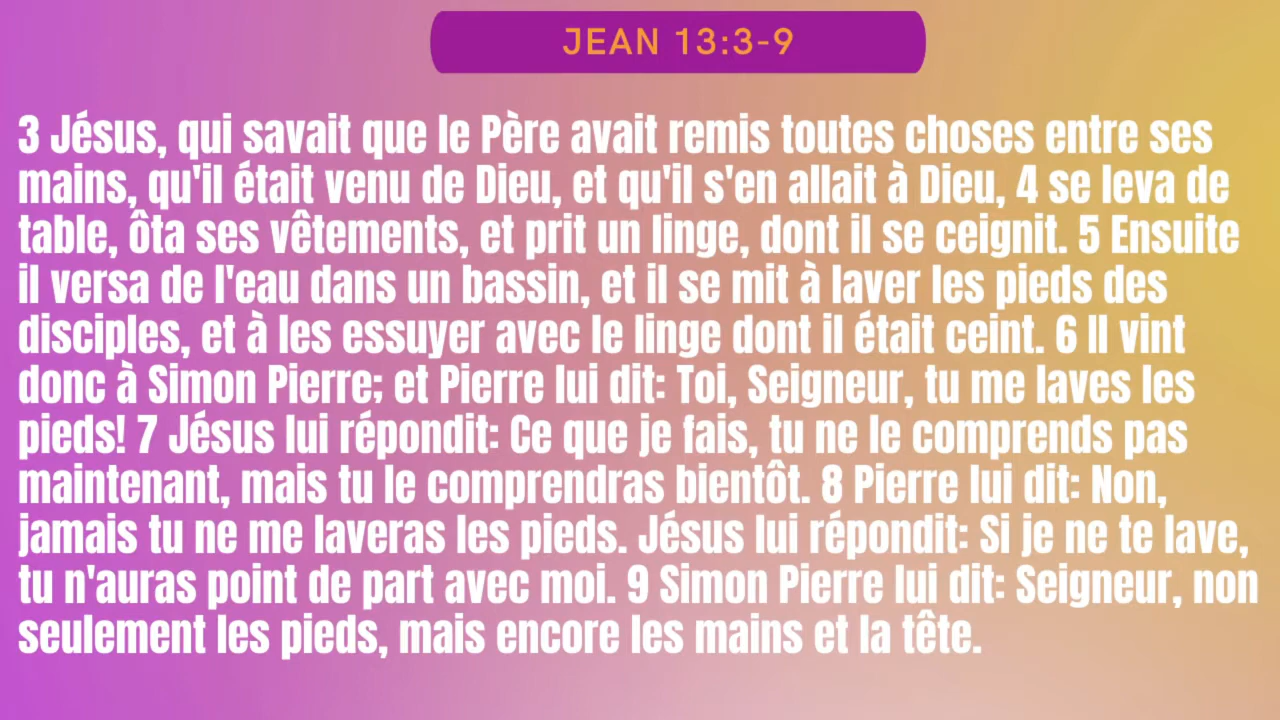 JEAN 13:3-9
3 Jésus, qui savait que le Père avait remis toutes choses entre ses
mains, qu'il était venu de Dieu, et qu'il s'en allait à Dieu, 4 se leva de
table, ôta ses vêtements, et prit un linge, dont il se ceignit. 5 Ensuite
il versa de l'eau dans un bassin, et il se mit à laver les pieds des
disciples, et à les essuyer avec le linge dont il était ceint. 6 Il vint
donc à Simon Pierre; et Pierre lui dit: Toi, Seigneur, tu me laves les
pieds! 7 Jésus lui répondit: Ce que je fais, tu ne le comprends pas
maintenant, mais tu le comprendras bientôt. 8 Pierre lui dit: Non,
jamais tu ne me laveras les pieds. Jésus lui répondit: Si je ne te lave,
tu n'auras point de part avec moi. 9 Simon Pierre lui dit: Seigneur, non
seulement les pieds, mais encore les mains et la tête.